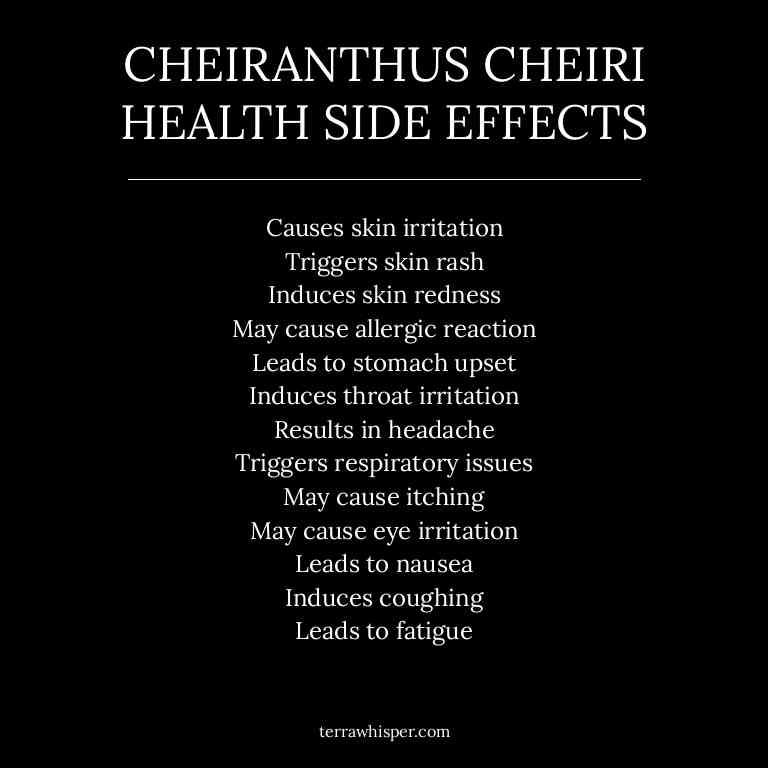 CHEIRANTHUS CHEIRI
HEALTH SIDE EFFECTS
Causes skin irritation
Triggers skin rash
Induces skin redness
May cause allergic reaction
Leads to stomach upset
Induces throat irritation
Results in headache
Triggers respiratory issues
May cause itching
May cause eye irritation
Leads to nausea
Induces coughing
Leads to fatigue
terrawhisper.com